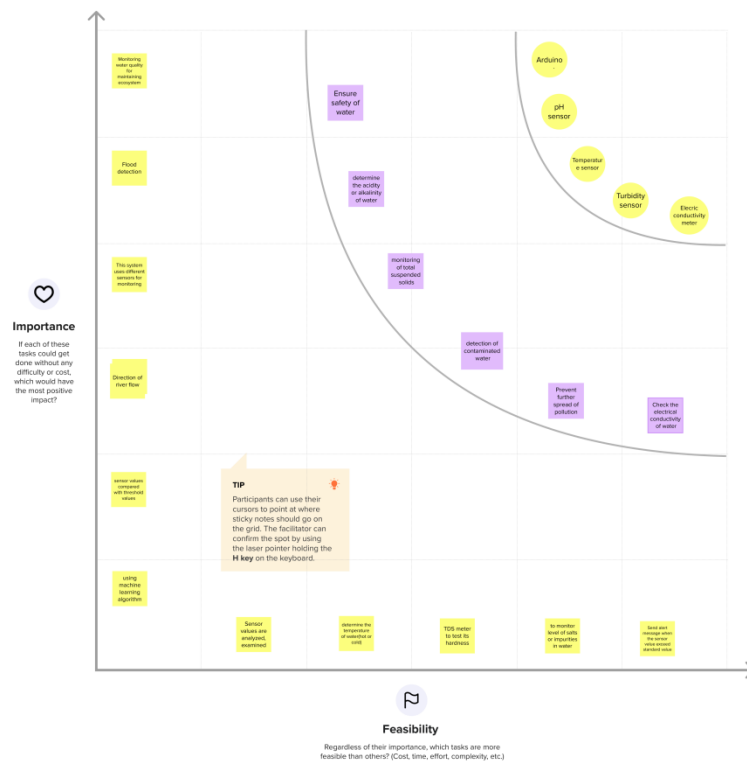 Monitoring
water quality
for
maintaining
ecosystem
Arduino
.
Ensure
safety of
water
pH
sensor
Flood
detection
Temperatur
e sensor
determine
the acidity
or alkalinity
of water
Turbidity
sensor
Elecric
conductivity
meter
This system
uses different
sensors for
monitoring
monitoring
of total
suspended
solids
Importance
If each of these
tasks could get
done without any
difficulty or cost,
which would have
the most positive
impact?
detection of
contaminated
water
Direction of
river flow
Prevent
further
spread of
pollution
Check the
electrical
conductivity
of water
sensor values
compared
with threshold
values
TIP
Participants can use their
cursors to point at where
sticky notes should go on
the grid. The facilitator can
confirm the spot by using
the laser pointer holding the
H key on the keyboard.
using
machine
learning
algorithm
Sensor
values are
analyzed,
examined
determine the
temperature
of water(hot or
cold)
TDS meter
to test its
hardness
to moniter
level of salts
or impurities
in water
Send alert
message when
the sensor
value exceed
standard value
Feasibility
Regardless of their importance, which tasks are more
feasible than others? (Cost, time, effort, complexity, etc.)